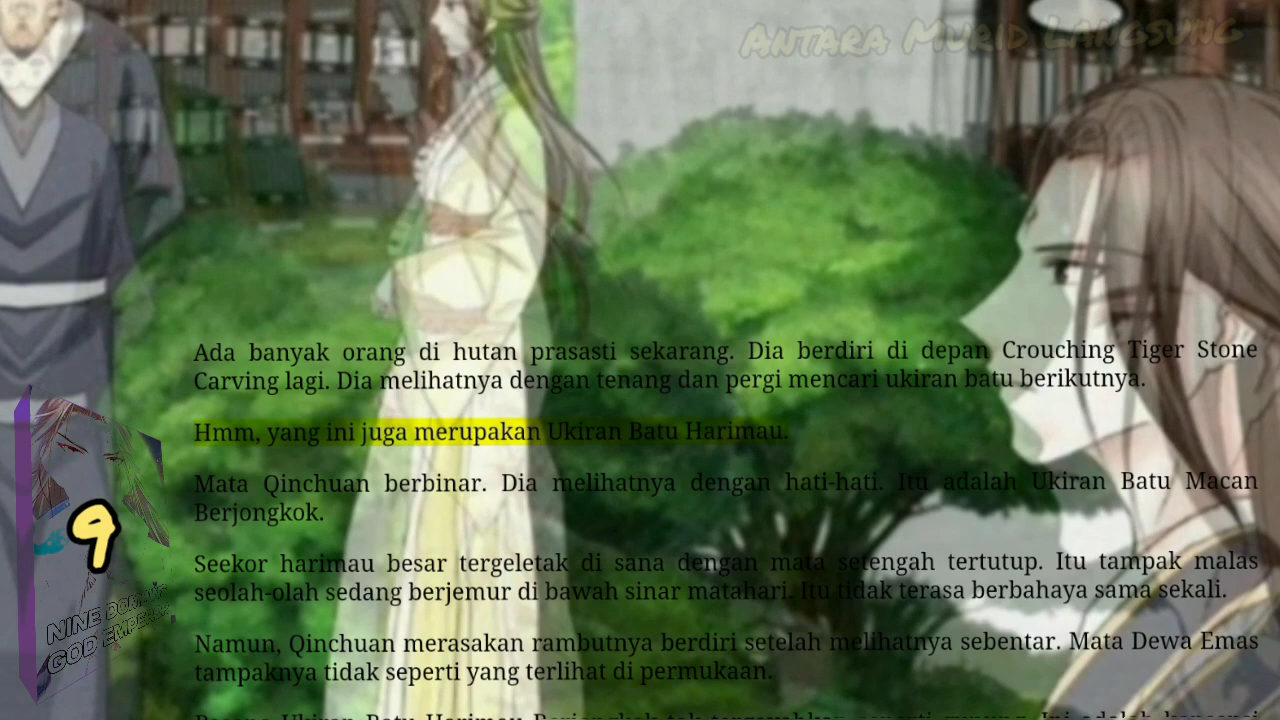 Antara Murid Langsung
Ada banyak orang di hutan prasasti sekarang. Dia berdiri di depan Crouching Tiger Stone
Carving lagi. Dia melihatnya dengan tenang dan pergi mencari ukiran batu berikutnya.
Hmm, yang ini juga merupakan Ukiran Batu Harimau.
Mata Qinchuan berbinar. Dia melihatnya dengan hati-hati. Itu adalah Ukiran Batu Macan
Berjongkok.
Seekor harimau besar tergeletak di sana dengan mata setengah tertutup. Itu tampak malas
seolah-olah sedang berjemur di bawah sinar matahari. Itu tidak terasa berbahaya sama sekali.
Namun, Qinchuan merasakan rambutnya berdiri setelah melihatnya sebentar. Mata Dewa Emas
tampaknya tidak seperti yang terlihat di permukaan.
9
NINE DOMAIN
GOD EMPEROR